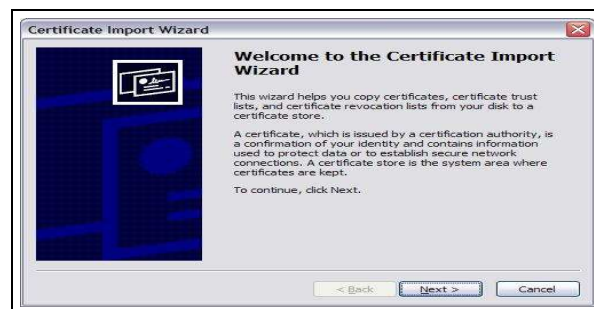 Certificate Import Wizard
Welcome to the Certificate Import
Wizard
This wizard helps you copy certificates, certificate trust
lists, and certificate revocation lists from your disk to a
certificate store.
A certificate, which is issued by a certification authority, is
a confirmation of your identity and contains information
used to protect data or to establish secure network
connections. A certificate store is the system area where
certificates are kept.
To continue, click Next.
< Back Next > Cancel